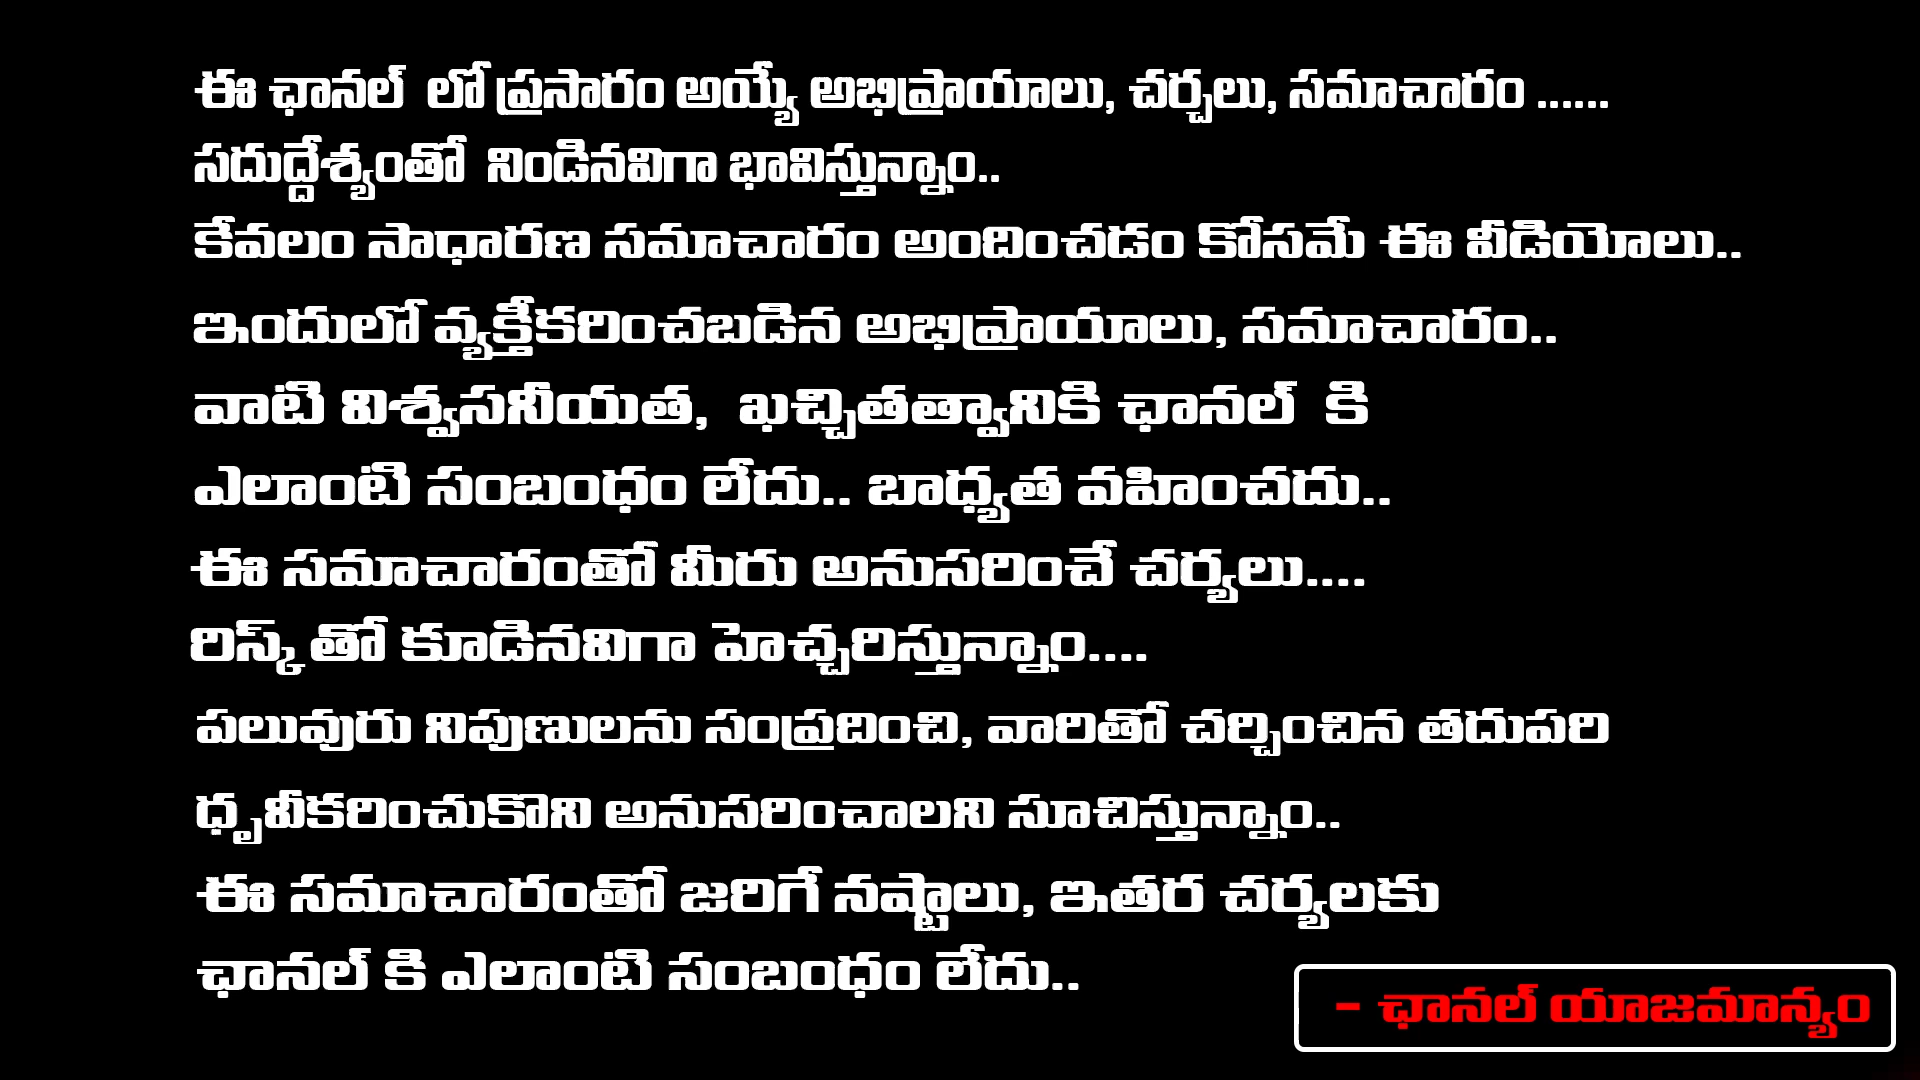 ఈ ఛానల్ లో ప్రసారం అయ్యే అభిప్రాయాలు, చర్చలు, సమాచారం ......
సదుద్దేశ్యంతో నిండినవిగా భావిస్తున్నాం..
కేవలం సాధారణ సమాచారం అందించడం కోసమే ఈ వీడియోలు..
ఇందులో వ్యక్తీకరించబడిన అభిప్రాయాలు, సమాచారం..
వాటి విశ్వసనీయత, ఖచ్చితత్వానికి ఛానల్ కి
ఎలాంటి సంబంధం లేదు.. బాధ్యత వహించదు..
ఈ సమాచారంతో మీరు అనుసరించే చర్యలు....
రిస్క్ తో కూడినవిగా హెచ్చరిస్తున్నాం....
పలువురు నిపుణులను సంప్రదించి, వారితో చర్చించిన తదుపరి
ధృవీకరించుకొని అనుసరించాలని సూచిస్తున్నాం..
ఈ సమాచారంతో జరిగే నష్టాలు, ఇతర చర్యలకు
ఛానల్ కి ఎలాంటి సంబంధం లేదు..
- ఛానల్ యాజమాన్యం